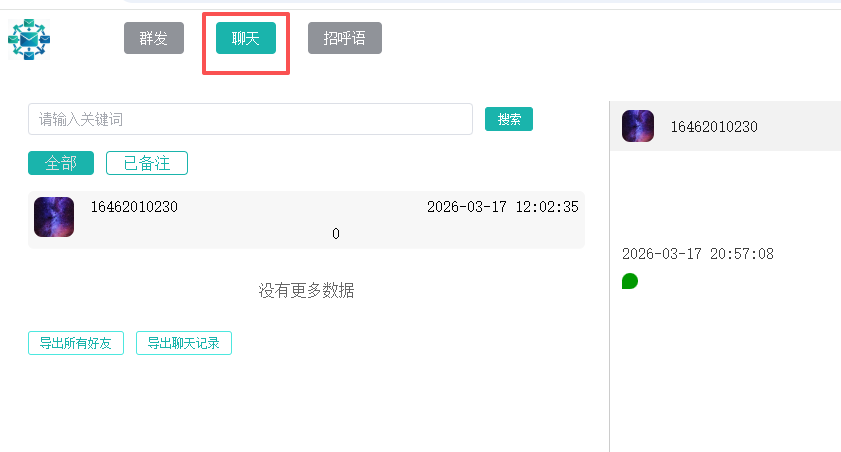 群发 聊天 招呼语
请输入关键词 搜索
全部 已备注
16462010230 2026-03-17 12:02:35
0
没有更多数据
导出所有好友 导出聊天记录
16462010230
2026-03-17 20:57:08